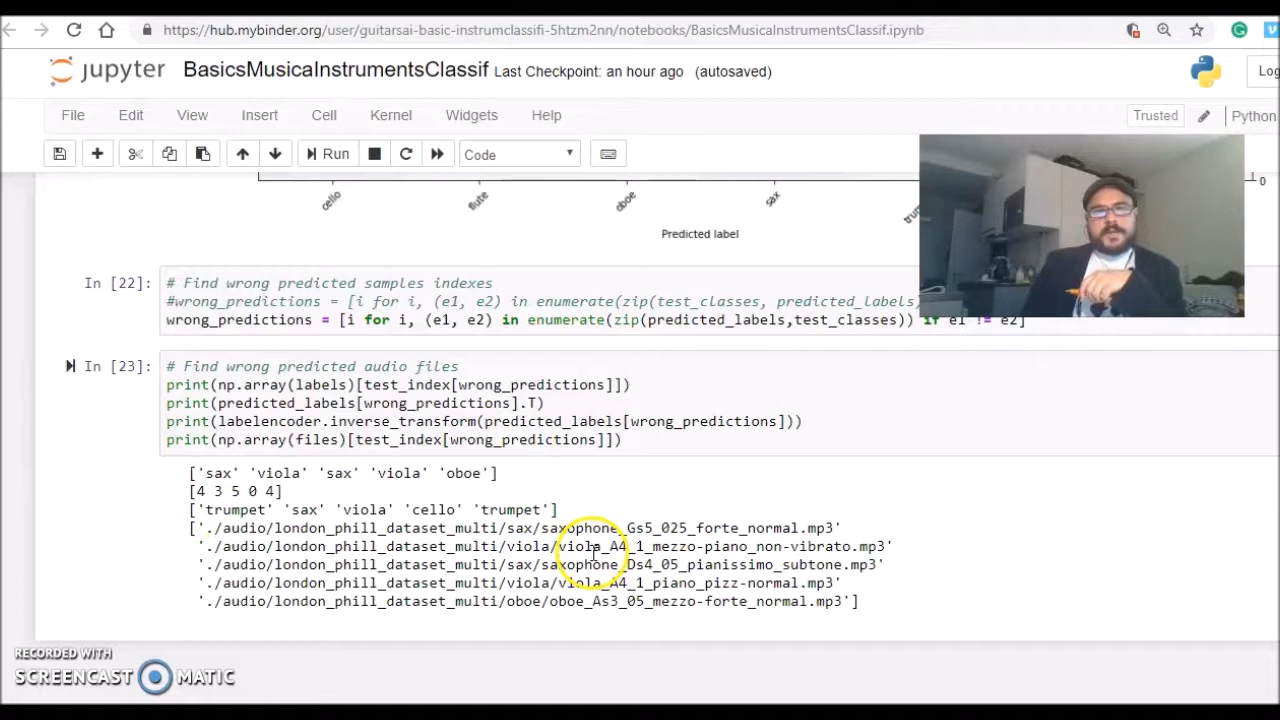 https://hub.mybinder.org/user/guitarsai-basic-instrumclassifi-5htzn2nn/notebooks/BasicsMusicalInstrumentsClassif.ipynb
jupyter BasicsMusicalInstrumentsClassif Last Checkpoint: an hour ago (autosaved)
Log
File Edit View Insert Cell Kernel Widgets Help
Trusted Python
Run Code
0
cello flute oboe sax
Predicted label
In [22]: # Find wrong predicted samples indexes
#wrong_predictions = [i for i, (e1, e2) in enumerate(zip(test_classes, predicted_labels)
wrong_predictions = [i for i, (e1, e2) in enumerate(zip(predicted_labels,test_classes)) if e1 != e2]
In [23]: # Find wrong predicted audio files
print(np.array(labels)[test_index[wrong_predictions]])
print(predicted_labels[wrong_predictions].T)
print(labelencoder.inverse_transform(predicted_labels[wrong_predictions]))
print(np.array(files)[test_index[wrong_predictions]])
['sax' 'viola' 'sax' 'viola' 'oboe']
[4 3 5 0 4]
['trumpet' 'sax' 'viola' 'cello' 'trumpet']
['./audio/london_phill_dataset_multi/sax/saxophone_Gs5_025_forte_normal.mp3'
'./audio/london_phill_dataset_multi/viola/viola_A4_1_mezzo-piano_non-vibrato.mp3'
'./audio/london_phill_dataset_multi/sax/saxophone_Ds4_05_pianissimo_subtone.mp3'
'./audio/london_phill_dataset_multi/viola/viola_A4_1_piano_pizz-normal.mp3'
'./audio/london_phill_dataset_multi/oboe/oboe_As3_05_mezzo-forte_normal.mp3']
RECORDED WITH
SCREENCAST MATIC